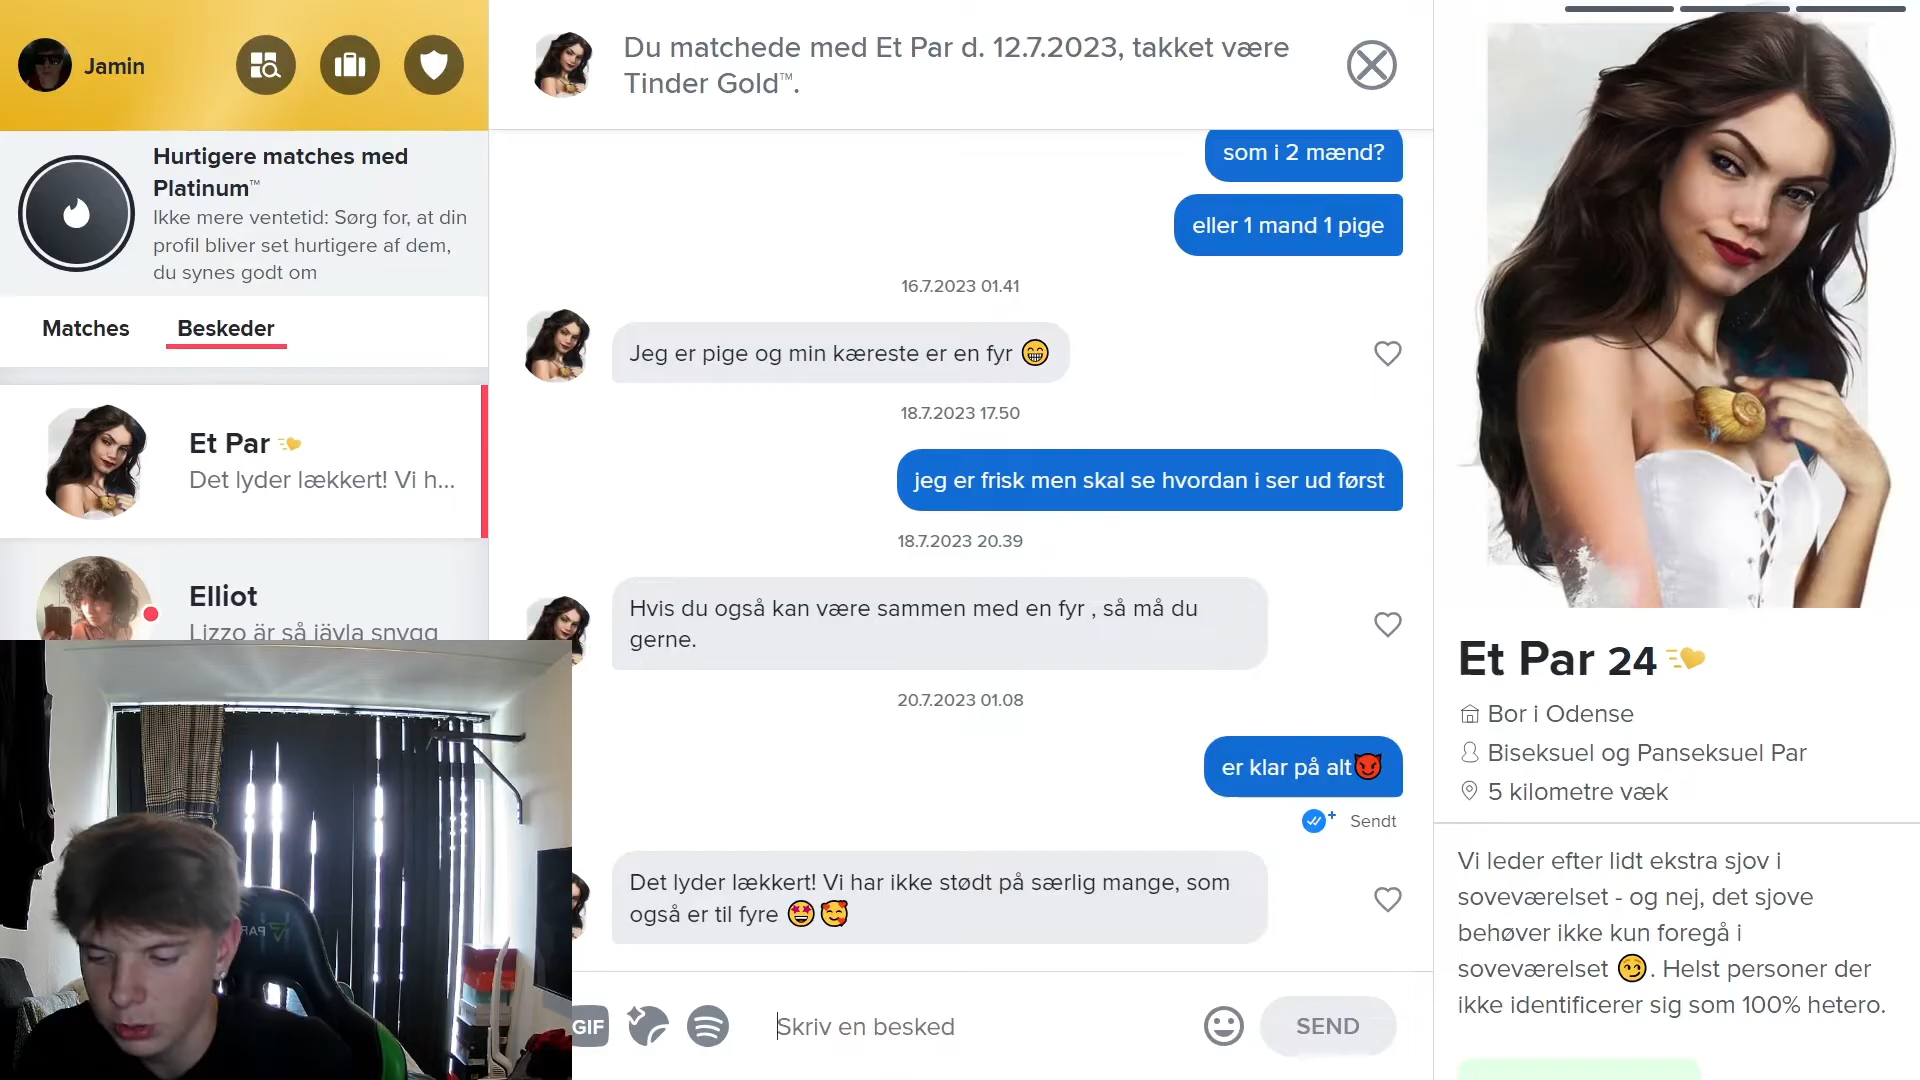 Jamin
Hurtigere matches med
Platinum™
Ikke mere ventetid: Sørg for, at din
profil bliver set hurtigere af dem,
du synes godt om
Matches
Beskeder
Et Par
Det lyder lækkert! Vi h...
Elliot
Lizzo är så jävla snygg
Du matchede med Et Par d. 12.7.2023, takket være
Tinder Gold™.
som i 2 mænd?
eller 1 mand 1 pige
16.7.2023 01.41
Jeg er pige og min kæreste er en fyr 😁
18.7.2023 17.50
jeg er frisk men skal se hvordan i ser ud først
18.7.2023 20.39
Hvis du også kan være sammen med en fyr , så må du
gerne.
20.7.2023 01.08
er klar på alt😈
Sendt
Det lyder lækkert! Vi har ikke stødt på særlig mange, som
også er til fyre 🤩🥰
GIF
Skriv en besked
SEND
Et Par 24
Bor i Odense
Biseksuel og Panseksuel Par
5 kilometre væk
Vi leder efter lidt ekstra sjov i
soveværelset - og nej, det sjove
behøver ikke kun foregå i
soveværelset 😏. Helst personer der
ikke identificerer sig som 100% hetero.